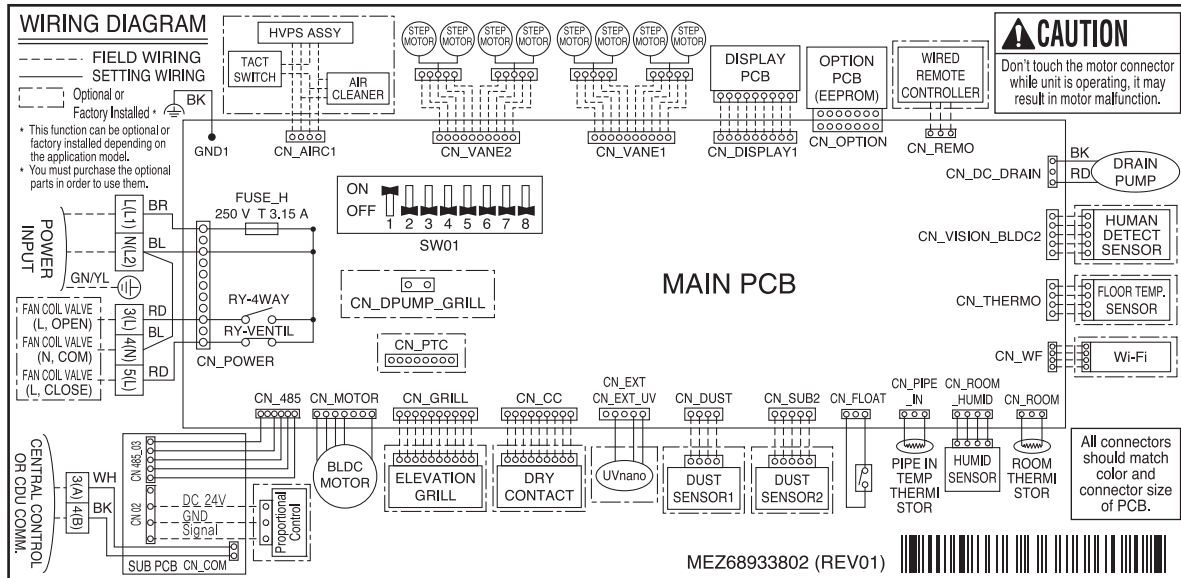 WIRING DIAGRAM
FIELD WIRING
SETTING WIRING
Optional or
Factory Installed *
* This function can be optional or
factory installed depending on
the application model.
* You must purchase the optional
parts in order to use them.
BK
GND1
HVPS ASSY
TACT
SWITCH
AIR
CLEANER
CN_AIRC1
STEP
MOTOR
STEP
MOTOR
STEP
MOTOR
STEP
MOTOR
CN_VANE2
STEP
MOTOR
STEP
MOTOR
STEP
MOTOR
STEP
MOTOR
CN_VANE1
DISPLAY
PCB
CN_DISPLAY1
OPTION
PCB
(EEPROM)
CN_OPTION
WIRED
REMOTE
CONTROLLER
CN_REMO
CAUTION
Don't touch the motor connector
while unit is operating, it may
result in motor malfunction.
CN_DC_DRAIN
BK
RD
DRAIN
PUMP
CN_VISION_BLDC2
HUMAN
DETECT
SENSOR
CN_THERMO
FLOOR TEMP.
SENSOR
CN_WF
Wi-Fi
MAIN PCB
ON
OFF
1 2 3 4 5 6 7 8
SW01
CN_DPUMP_GRILL
CN_PTC
FUSE_H
250 V T 3.15 A
RY-4WAY
RY-VENTIL
CN_POWER
POWER
INPUT
L(L1)
N(L2)
BR
BL
GN/YL
FAN COIL VALVE
(L, OPEN)
FAN COIL VALVE
(N, COM)
FAN COIL VALVE
(L, CLOSE)
3(L)
4(N)
5(L)
RD
BL
RD
CENTRAL CONTROL
OR CDU COMM.
3(A)
4(B)
WH
BK
CN_485
CN 485_03
CN 02
DC 24V
GND
Signal
Proportional
Control
SUB PCB CN_COM
CN_MOTOR
BLDC
MOTOR
CN_GRILL
ELEVATION
GRILL
CN_CC
DRY
CONTACT
CN_EXT
CN_EXT_UV
UVnano
CN_DUST
DUST
SENSOR1
CN_SUB2
DUST
SENSOR2
CN_FLOAT
CN_PIPE
_IN
PIPE IN
TEMP
THERMI
STOR
CN_ROOM
_HUMID
HUMID
SENSOR
CN_ROOM
ROOM
THERMI
STOR
All connectors
should match
color and
connector size
of PCB.
MEZ68933802 (REV01)